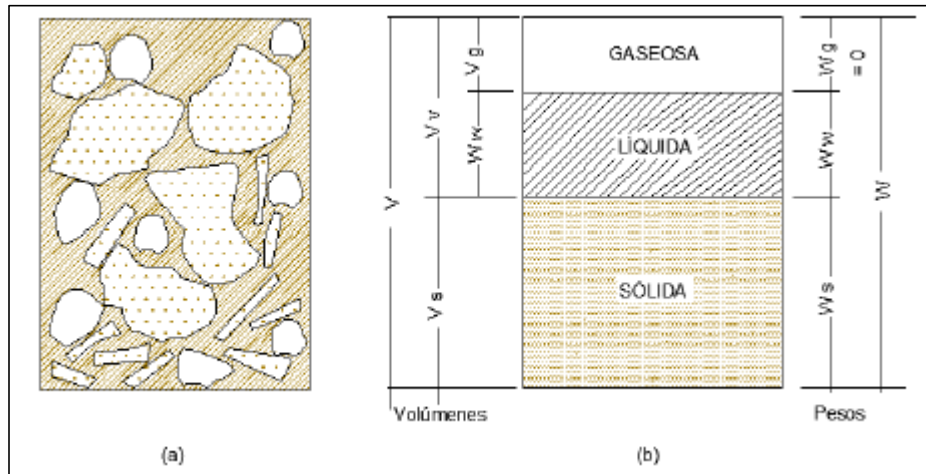 V
Vv
Vg
Ww
Vs
GASEOSA
LÍQUIDA
SÓLIDA
Wg
= 0
Ww
Ws
W
Volúmenes
Pesos
(a)
(b)